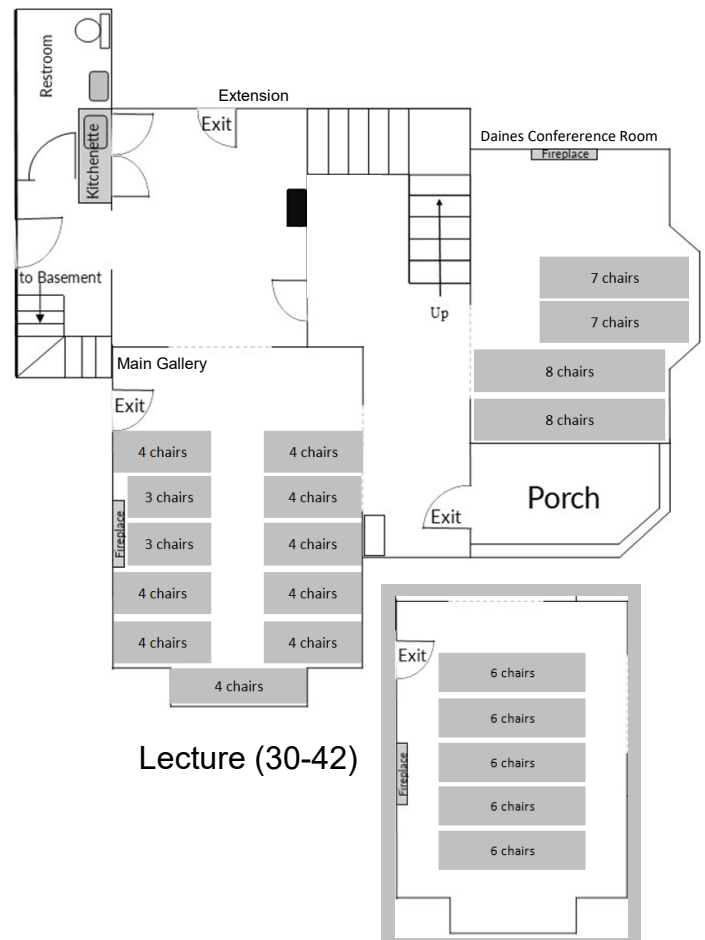 Restroom
Extension
Exit
Kitchenette
Daines Confererence Room
Fireplace
to Basement
Up
7 chairs
7 chairs
8 chairs
8 chairs
Main Gallery
Exit
4 chairs
4 chairs
3 chairs
4 chairs
Fireplace
3 chairs
4 chairs
4 chairs
4 chairs
4 chairs
4 chairs
4 chairs
Exit
Porch
Lecture (30-42)
Exit
6 chairs
6 chairs
Fireplace
6 chairs
6 chairs
6 chairs